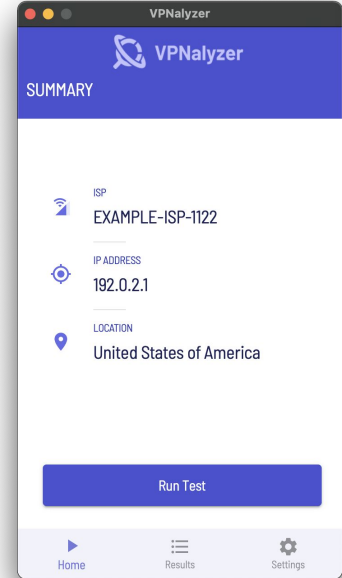 VPNalyzer
VPNalyzer
SUMMARY
ISP
EXAMPLE-ISP-1122
IP ADDRESS
192.0.2.1
LOCATION
United States of America
Run Test
Home Results Settings